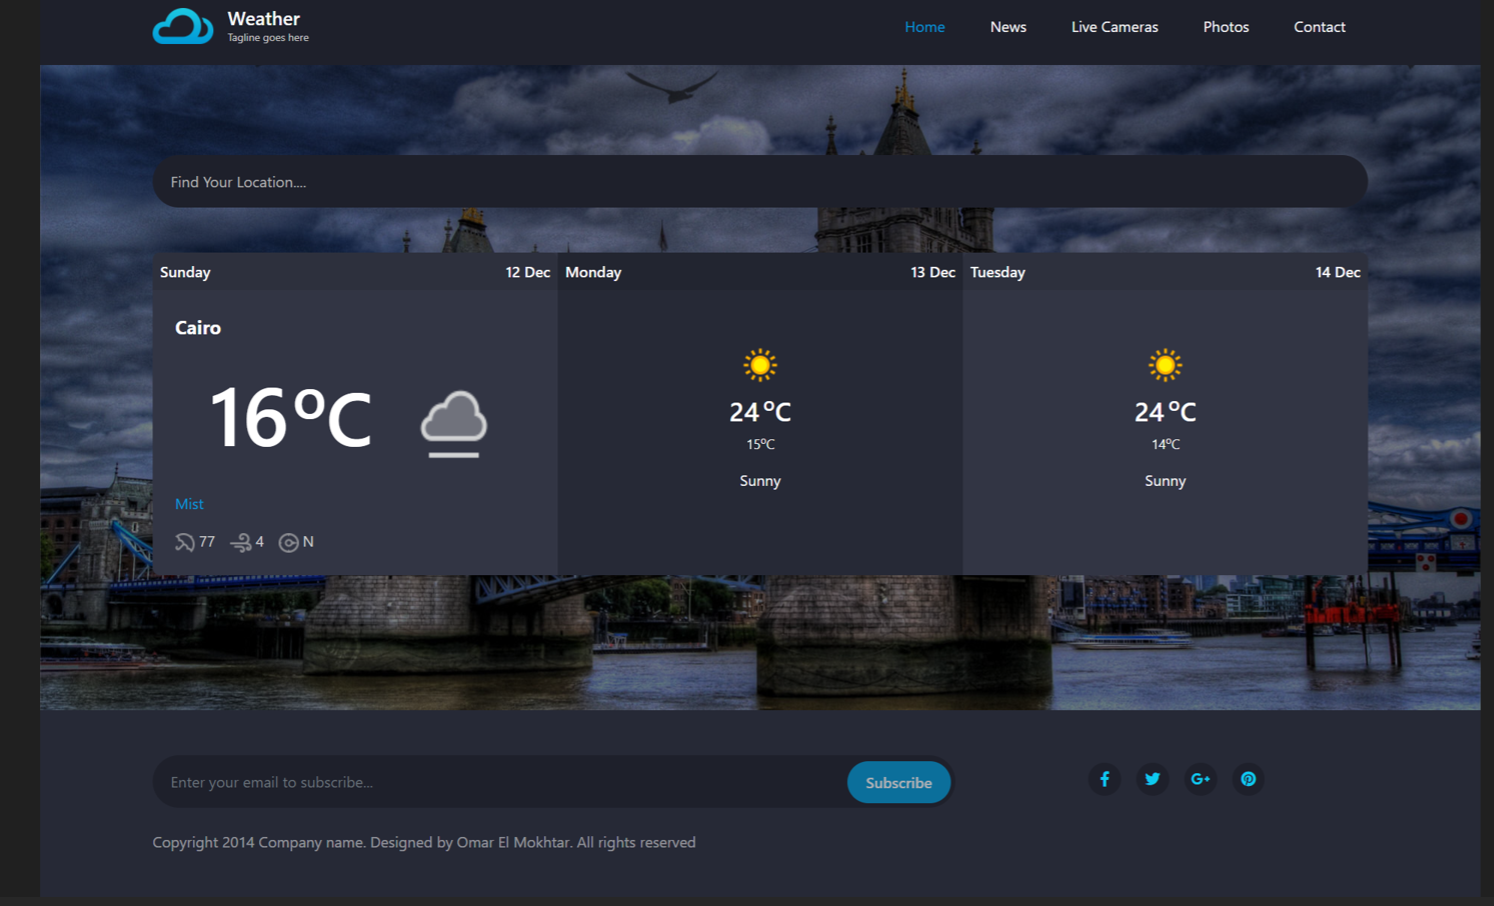 Weather
Tagline goes here
Home News Live Cameras Photos Contact
Find Your Location....
Sunday 12 Dec Monday 13 Dec Tuesday 14 Dec
Cairo
16°C
24°C
15°C
Sunny
24°C
14°C
Sunny
Mist
77 4 N
Enter your email to subscribe...
Subscribe
Copyright 2014 Company name. Designed by Omar El Mokhtar. All rights reserved